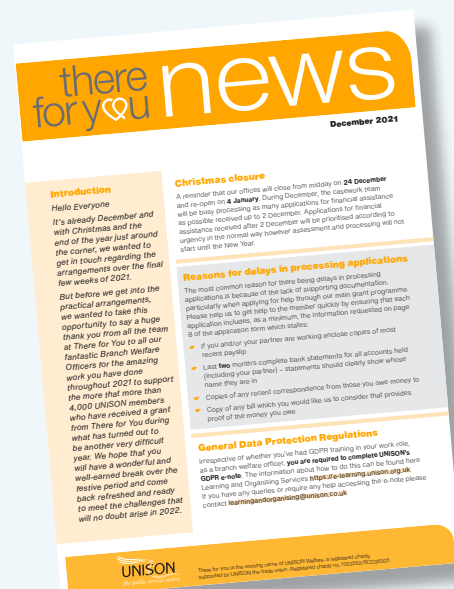 there
for you
news
December 2021
Introduction
Hello Everyone
It's already December and
with Christmas and the
end of the year just around
the corner, we wanted to
get in touch regarding the
arrangements over the final
few weeks of 2021.
But before we get into the
practical arrangements,
we wanted to take this
opportunity to say a huge
thank you from all the team
at There for You to all our
fantastic Branch Welfare
Officers for the amazing
work you have done
throughout 2021 to support
the more that more than
4,000 UNISON members
who have received a grant
from There for You during
what has turned out to
be another very difficult
year. We hope that you
will have a wonderful and
well-earned break over the
festive period and come
back refreshed and ready
to meet the challenges that
will no doubt arise in 2022.
Christmas closure
A reminder that our offices will close from midday on 24 December
and re-open on 4 January. During December, the casework team
will be busy processing as many applications for financial assistance
as possible received up to 2 December. Applications for financial
assistance received after 2 December will be prioritised according to
urgency in the normal way however assessment and processing will not
start until the New Year.
Reasons for delays in processing applications
The most common reason for there being delays in processing
applications is because of the lack of supporting documentation,
particularly when applying for help through our main grant programme.
Please help us to get help to the member quickly by ensuring that each
application includes, as a minimum, the information requested on page
8 of the application form which states:
If you and/or your partner are working enclose copies of most
recent payslip
Last two month's complete bank statements for all accounts held
(including your partner) – statements should clearly show whose
name they are in
Copies of any recent correspondence from those you owe money to
Copy of any bill which you would like us to consider that provides
proof of the money you owe
General Data Protection Regulations
Irrespective of whether you've had GDPR training in your work role,
as a branch welfare officer, you are required to complete UNISON's
GDPR e-note. The information about how to do this can be found here
Learning and Organising Services https://e-learning.unison.org.uk
If you have any queries or require any help accessing the e-note please
contact learningandorganising@unison.co.uk
UNISON
the public service union
There for You is the working name of UNISON Welfare, a registered charity
supported by UNISON the trade union. Registered charity no.